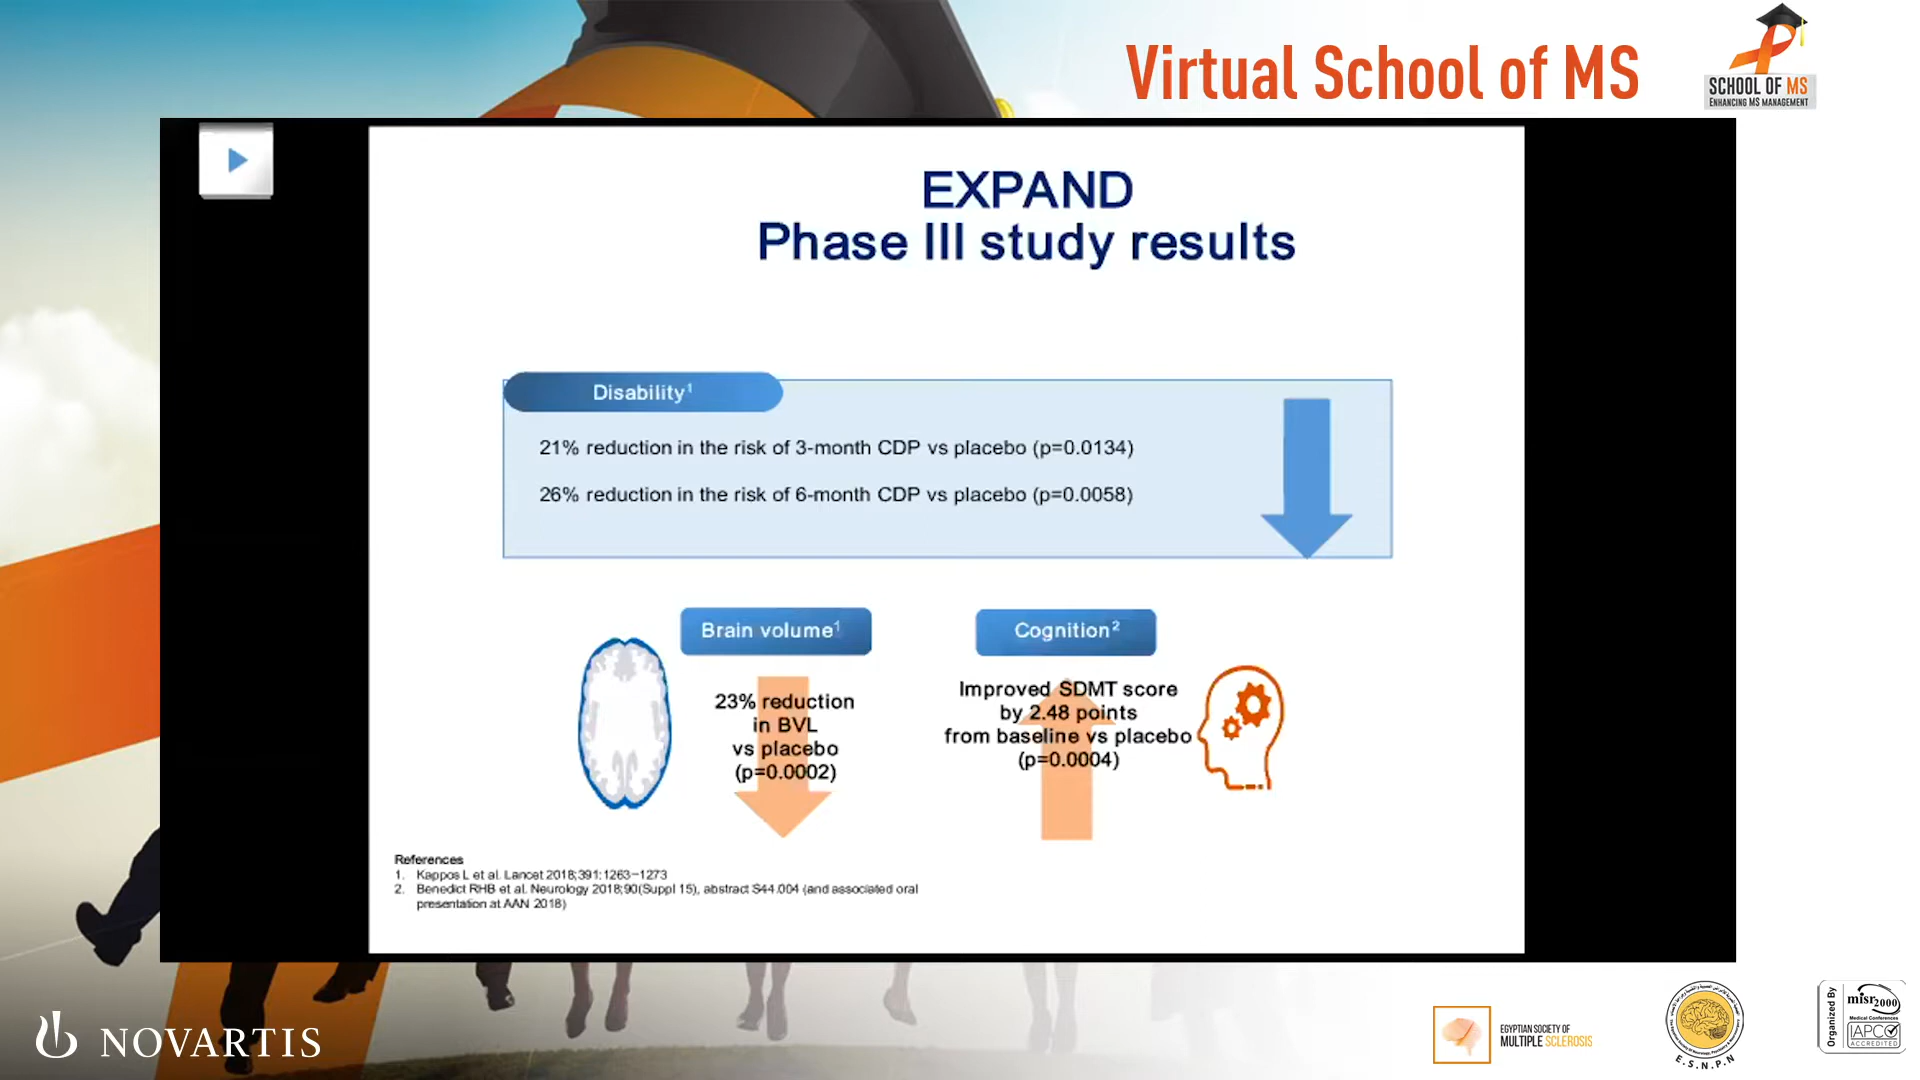 Virtual School of MS
SCHOOL OF MS
ENHANCING MS MANAGEMENT
EXPAND
Phase III study results
Disability¹
21% reduction in the risk of 3-month CDP vs placebo (p=0.0134)
26% reduction in the risk of 6-month CDP vs placebo (p=0.0058)
Brain volume¹
23% reduction
in BVL
vs placebo
(p=0.0002)
Cognition²
Improved SDMT score
by 2.48 points
from baseline vs placebo
(p=0.0004)
References
1. Kappos L et al. Lancet 2018;391:1263–1273
2. Benedict RHB et al. Neurology 2018;90(Suppl 15), abstract S44.004 (and associated oral
presentation at AAN 2018)
NOVARTIS
EGYPTIAN SOCIETY OF
MULTIPLE SCLEROSIS
E.S.N.P.N
Organized By
misr2000
Medical Conferences
IAPCO
ACCREDITED